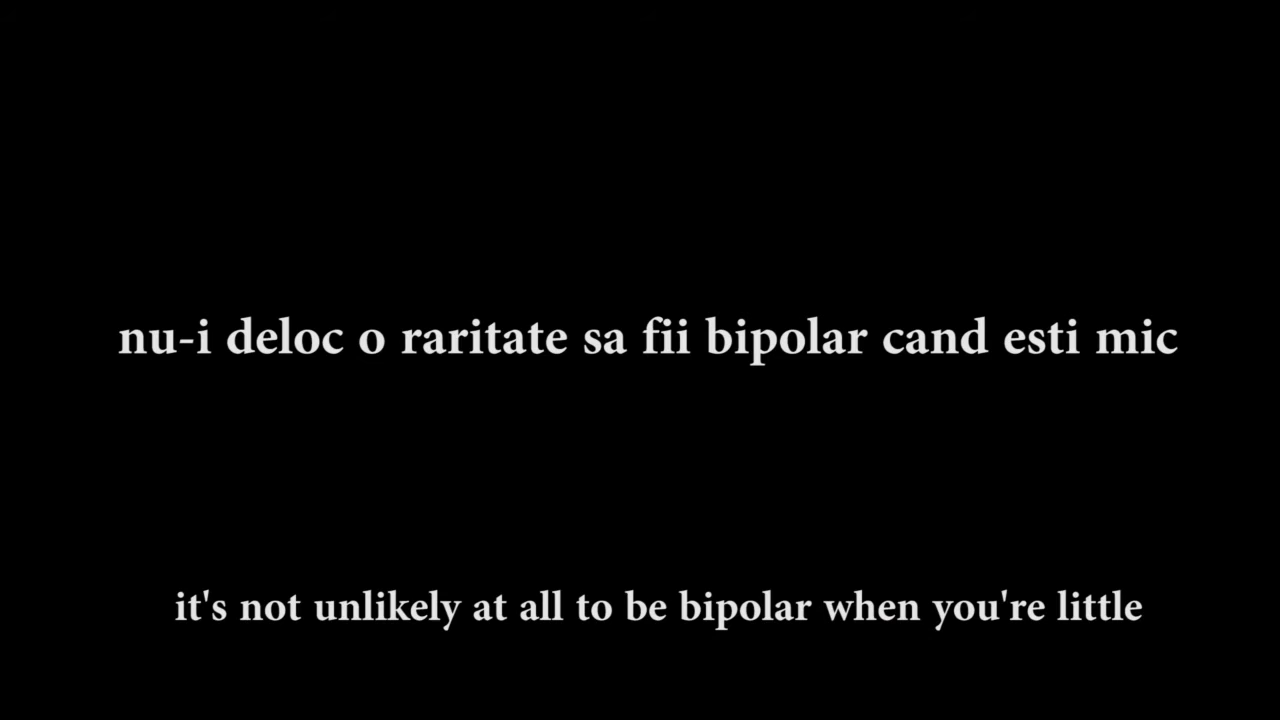 nu-i deloc o raritate sa fii bipolar cand esti mic
it's not unlikely at all to be bipolar when you're little